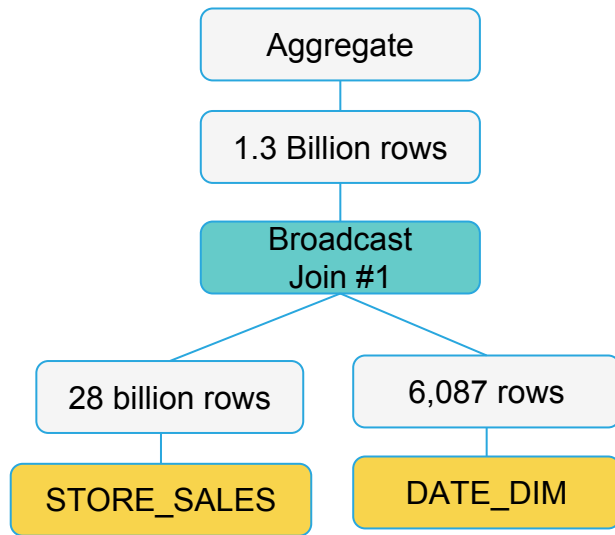 Aggregate
1.3 Billion rows
Broadcast
Join #1
28 billion rows
6,087 rows
STORE_SALES
DATE_DIM